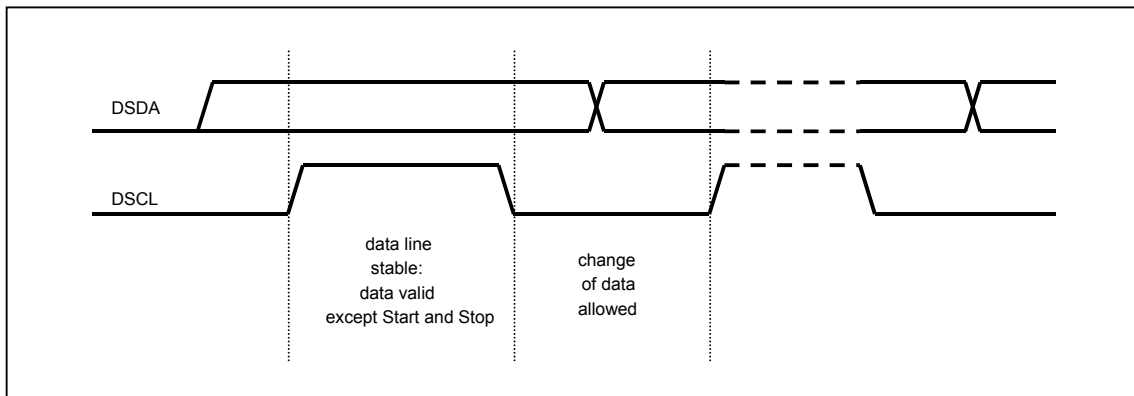 DSDA
DSCL
data line
stable:
data valid
except Start and Stop
change
of data
allowed